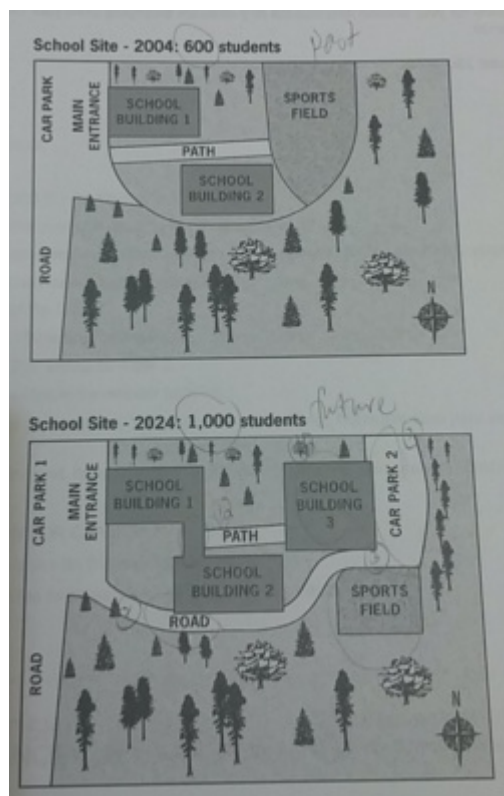 School Site - 2004: 600 students
past
CAR PARK
MAIN
ENTRANCE
SCHOOL
BUILDING 1
SPORTS
FIELD
PATH
SCHOOL
BUILDING 2
ROAD
N
School Site - 2024: 1,000 students
future
CAR PARK 1
MAIN
ENTRANCE
SCHOOL
BUILDING 1
SCHOOL
BUILDING
3
CAR PARK 2
PATH
SCHOOL
BUILDING 2
SPORTS
FIELD
ROAD
ROAD
N